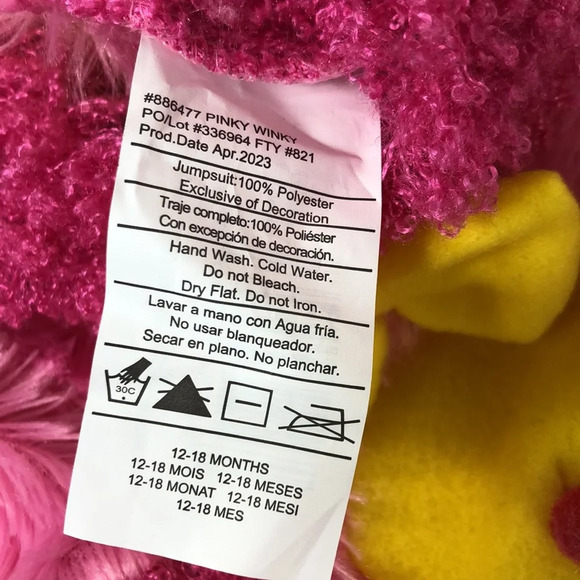 #886477 PINKY WINKY
PO/Lot #336964 FTY #821
Prod.Date Apr.2023
Jumpsuit:100% Polyester
Exclusive of Decoration
Traje completo:100% Poliéster
Con excepción de decoración.
Hand Wash. Cold Water.
Do not Bleach.
Dry Flat. Do not Iron.
Lavar a mano con Agua fría.
No usar blanqueador.
Secar en plano. No planchar.
30C
12-18 MONTHS
12-18 MOIS 12-18 MESES
12-18 MONAT 12-18 MESI
12-18 MES